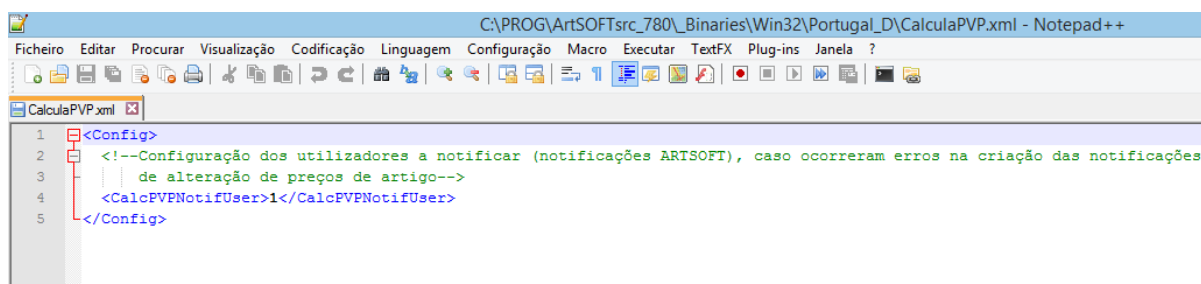 C:\PROG\ArtSOFTsrc_780\_Binaries\Win32\Portugal_D\CalculaPVP.xml - Notepad++
Ficheiro Editar Procurar Visualização Codificação Linguagem Configuração Macro Executar TextFX Plug-ins Janela ?
CalculaPVP.xml
1 <Config>
2 <!--Configuração dos utilizadores a notificar (notificações ARTSOFT), caso ocorreram erros na criação das notificações
3 de alteração de preços de artigo-->
4 <CalcPVPNotifUser>1</CalcPVPNotifUser>
5 </Config>